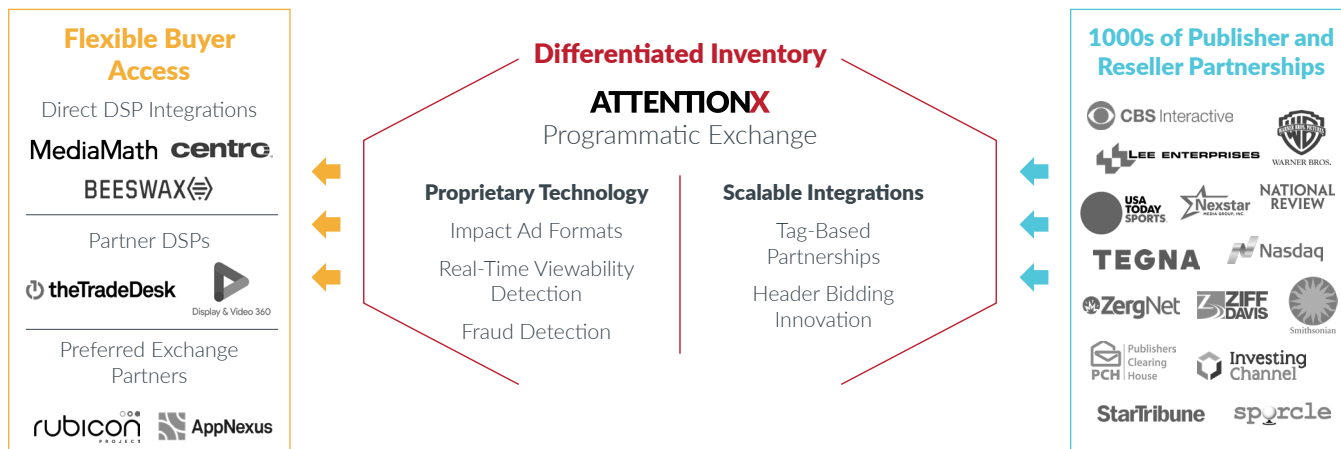 Flexible Buyer
Access
Direct DSP Integrations
MediaMath centro.
BEESWAX
Partner DSPs
theTradeDesk
Display & Video 360
Preferred Exchange
Partners
rubicon
PROJECT
AppNexus
Differentiated Inventory
ATTENTIONX
Programmatic Exchange
Proprietary Technology
Impact Ad Formats
Real-Time Viewability
Detection
Fraud Detection
Scalable Integrations
Tag-Based
Partnerships
Header Bidding
Innovation
1000s of Publisher and
Reseller Partnerships
CBS Interactive
WB
WARNER BROS. PICTURES
WARNER BROS.
LEE ENTERPRISES
USA
TODAY
SPORTS
Nexstar
MEDIA GROUP, INC.
NATIONAL
REVIEW
TEGNA
Nasdaq
ZergNet
ZIFF
DAVIS
Smithsonian
PCH
Publishers
Clearing
House
Investing
Channel
StarTribune
sporcle